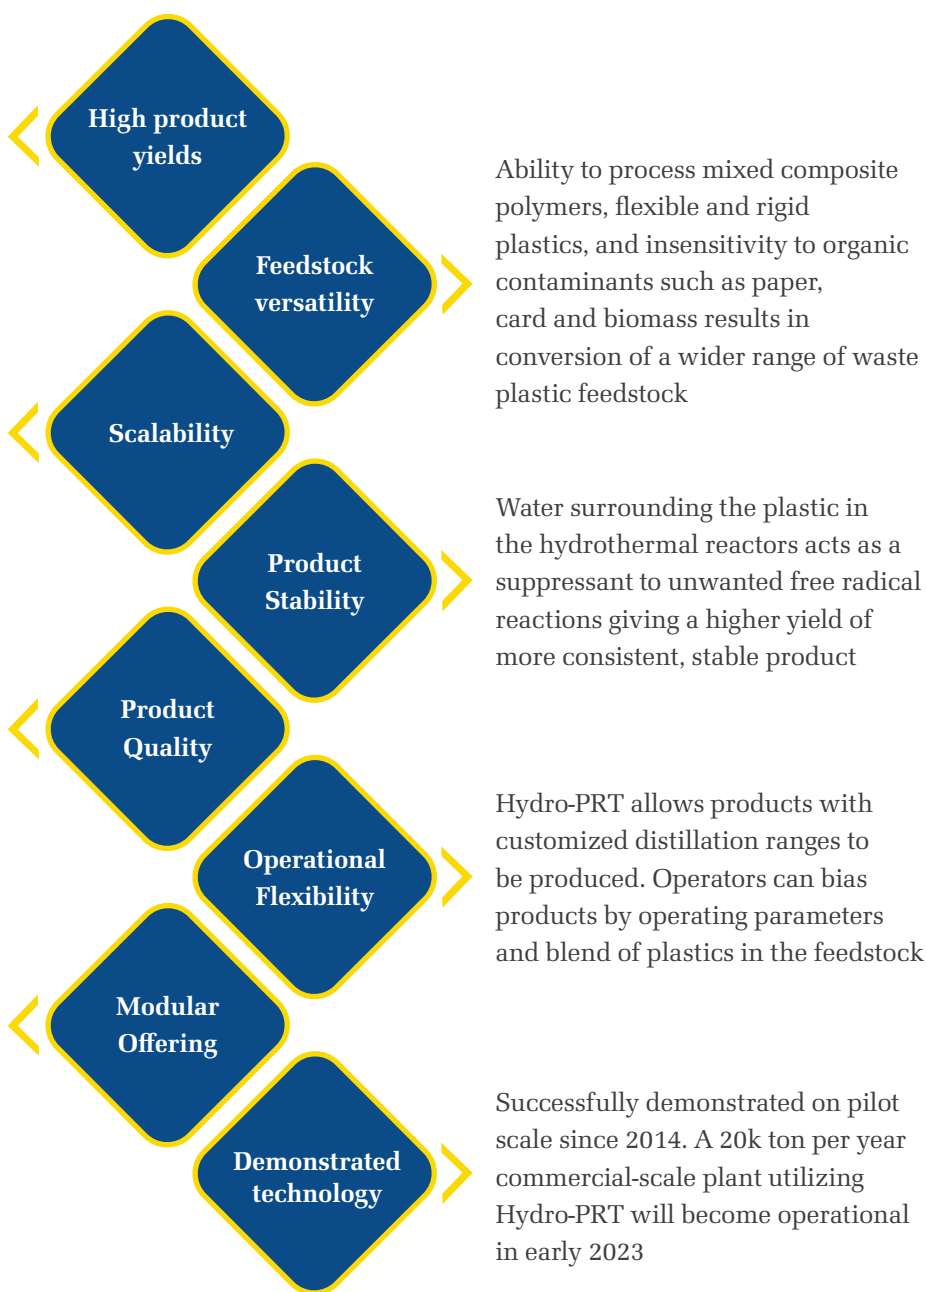 High product
yields
Feedstock
versatility
Ability to process mixed composite
polymers, flexible and rigid
plastics, and insensitivity to organic
contaminants such as paper,
card and biomass results in
conversion of a wider range of waste
plastic feedstock
Scalability
Product
Stability
Water surrounding the plastic in
the hydrothermal reactors acts as a
suppressant to unwanted free radical
reactions giving a higher yield of
more consistent, stable product
Product
Quality
Operational
Flexibility
Hydro-PRT allows products with
customized distillation ranges to
be produced. Operators can bias
products by operating parameters
and blend of plastics in the feedstock
Modular
Offering
Demonstrated
technology
Successfully demonstrated on pilot
scale since 2014. A 20k ton per year
commercial-scale plant utilizing
Hydro-PRT will become operational
in early 2023